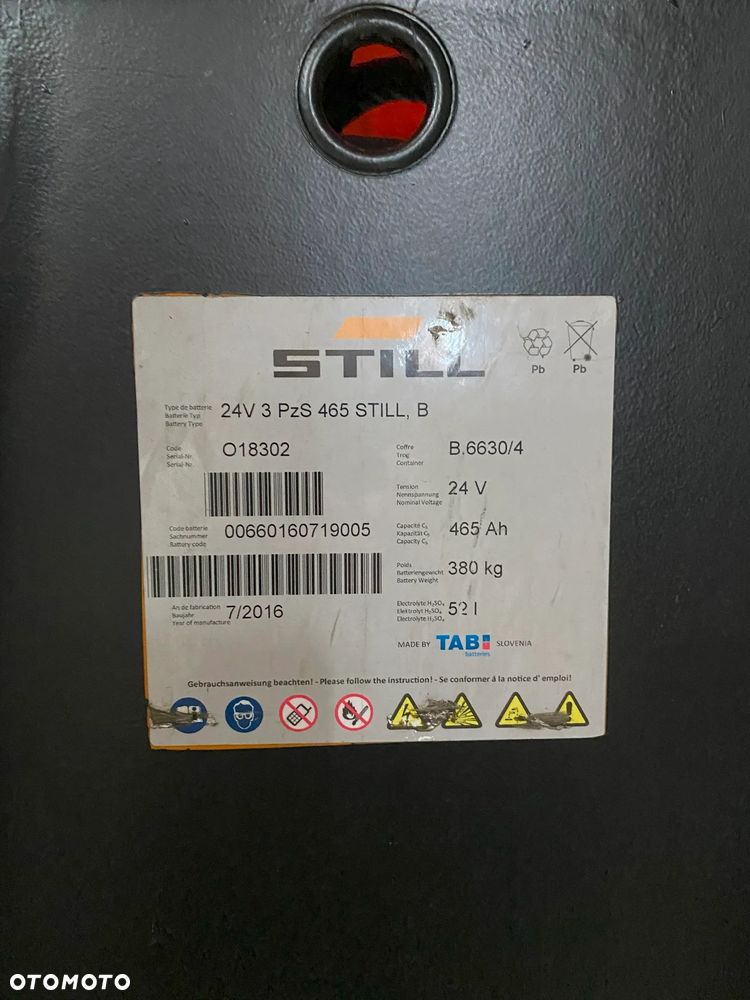 STILL
Pb Pb
Type de batterie
Batterie Typ
Battery Type
24V 3 PzS 465 STILL, B
Code
Serial-Nr.
Serial-Nr.
O18302
Coffre
Trog
Container
B.6630/4
Tension
Nennspannung
Nominal Voltage
24 V
Code batterie
Sachnummer
Battery code
00660160719005
Capacité C₅
Kapazität C₅
Capacity C₅
465 Ah
Poids
Batteriengewicht
Battery Weight
380 kg
An de fabrication
Baujahr
Year of manufacture
7/2016
Electrolyte H₂SO₄
Elektrolyt H₂SO₄
Electrolyte H₂SO₄
52 l
MADE BY TAB batteries SLOVENIA
Gebrauchsanweisung beachten! - Please follow the instruction! - Se conformer á la notice d' emploi!
OTOMOTO